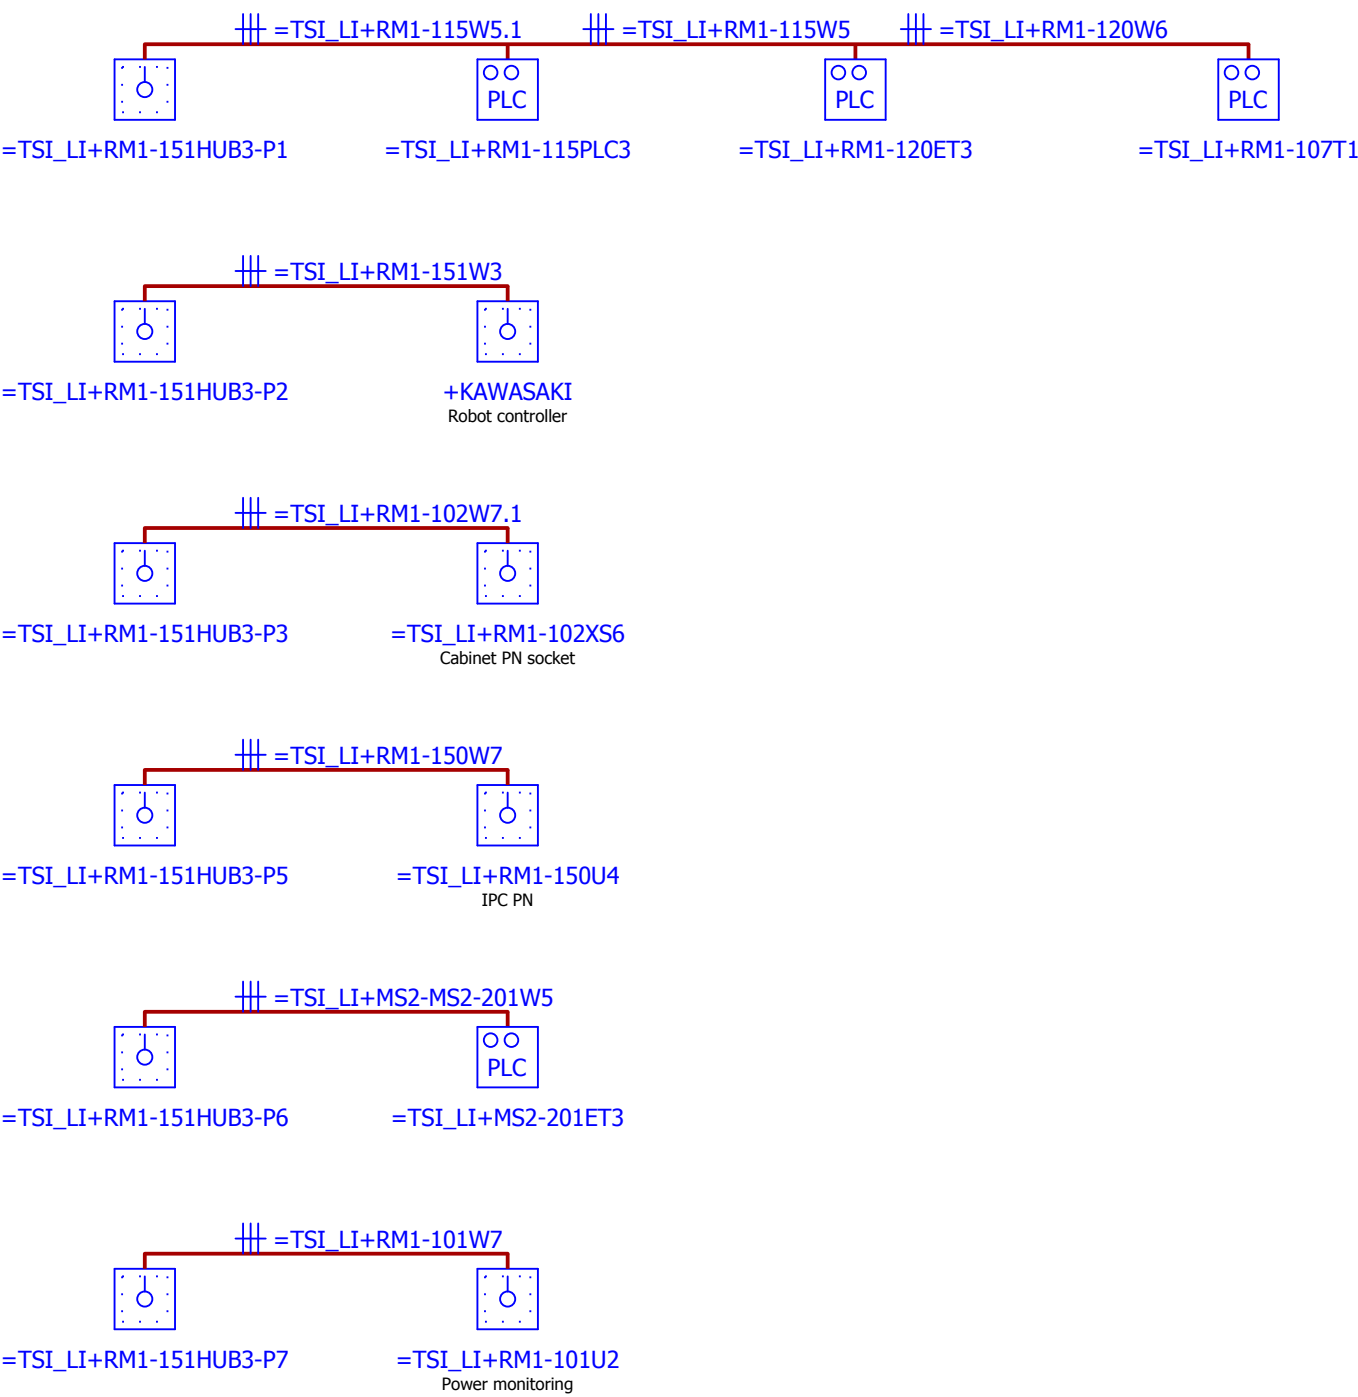 =TSI_LI+RM1-115W5.1 =TSI_LI+RM1-115W5 =TSI_LI+RM1-120W6
PLC PLC PLC
=TSI_LI+RM1-151HUB3-P1 =TSI_LI+RM1-115PLC3 =TSI_LI+RM1-120ET3 =TSI_LI+RM1-107T1
=TSI_LI+RM1-151W3
=TSI_LI+RM1-151HUB3-P2 +KAWASAKI
Robot controller
=TSI_LI+RM1-102W7.1
=TSI_LI+RM1-151HUB3-P3 =TSI_LI+RM1-102XS6
Cabinet PN socket
=TSI_LI+RM1-150W7
=TSI_LI+RM1-151HUB3-P5 =TSI_LI+RM1-150U4
IPC PN
=TSI_LI+MS2-MS2-201W5
PLC
=TSI_LI+RM1-151HUB3-P6 =TSI_LI+MS2-201ET3
=TSI_LI+RM1-101W7
=TSI_LI+RM1-151HUB3-P7 =TSI_LI+RM1-101U2
Power monitoring